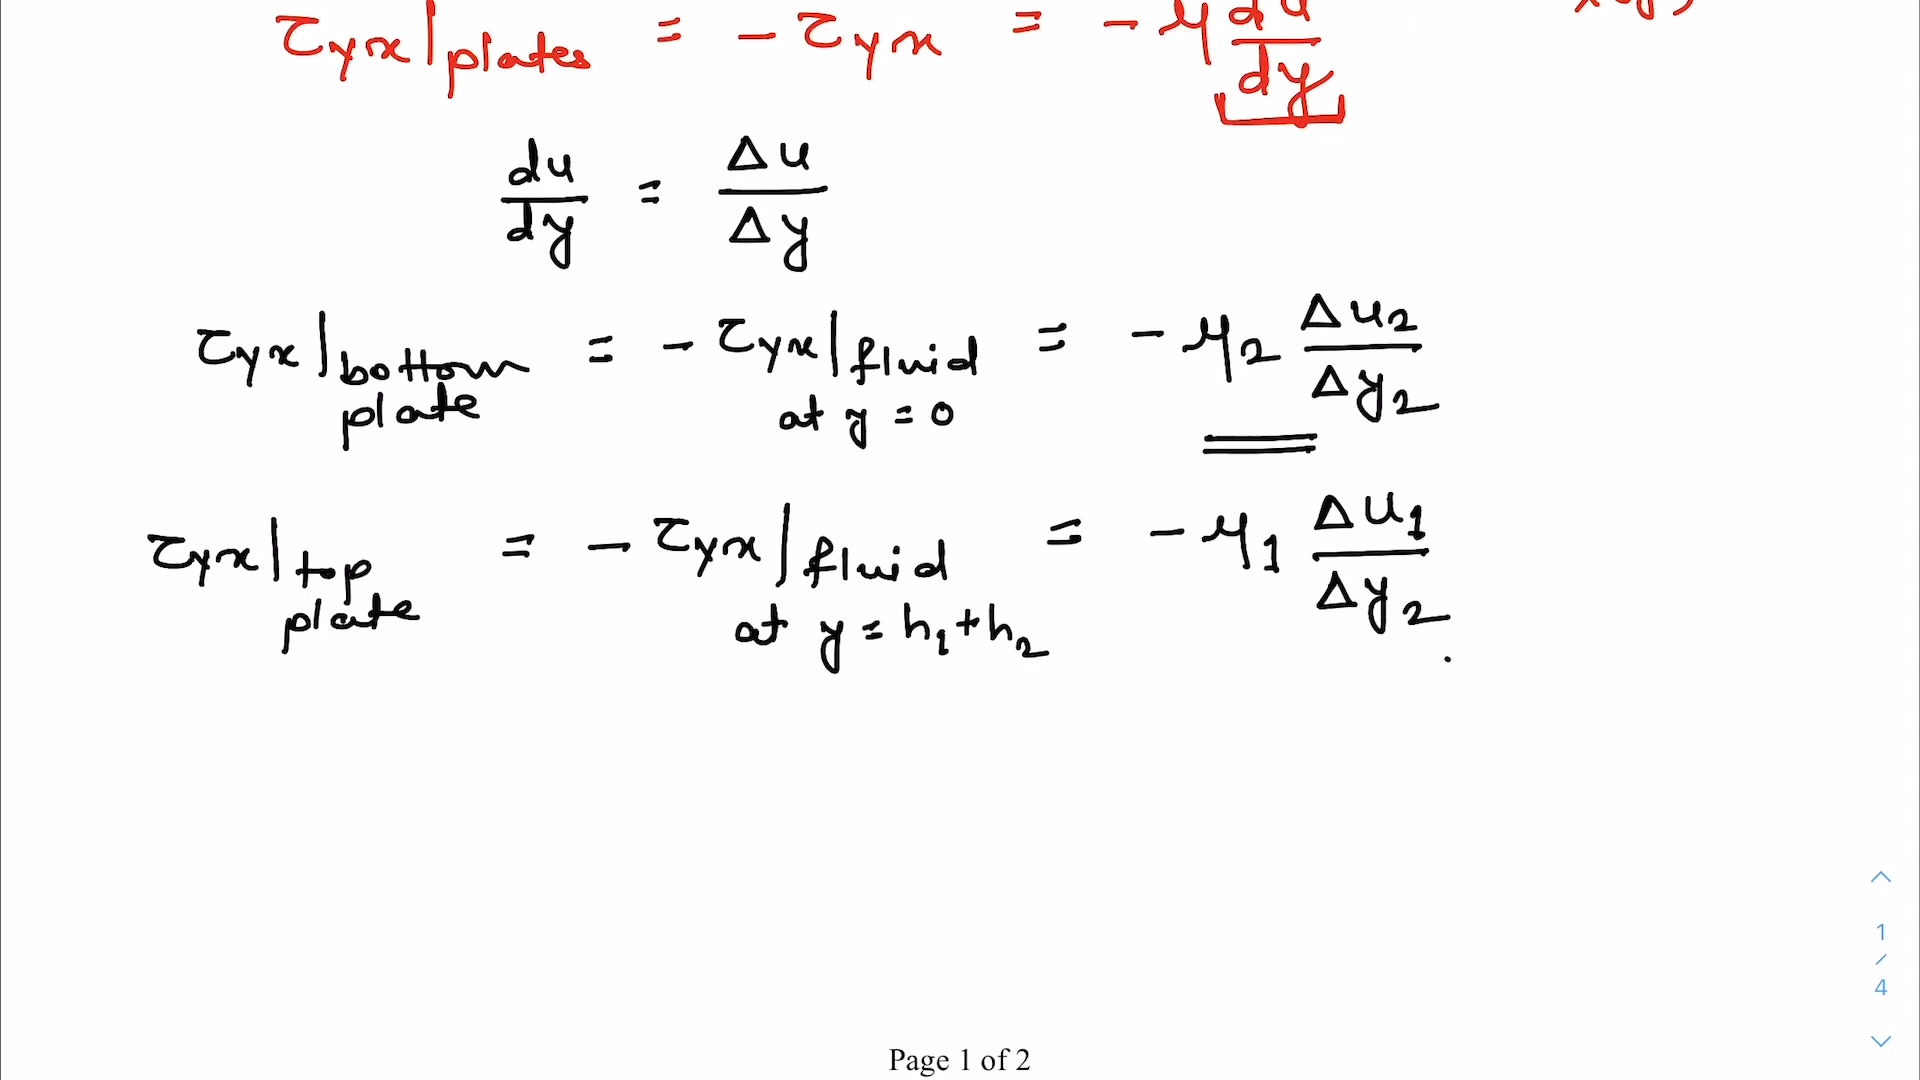 τyx|plates = - τyx = - μ du/dy
du/dy = Δu/Δy
τyx|bottom plate = - τyx|fluid at y = 0 = - μ2 Δu2/Δy2
τyx|top plate = - τyx|fluid at y = h1+h2 = - μ1 Δu1/Δy2
1
/
4
Page 1 of 2